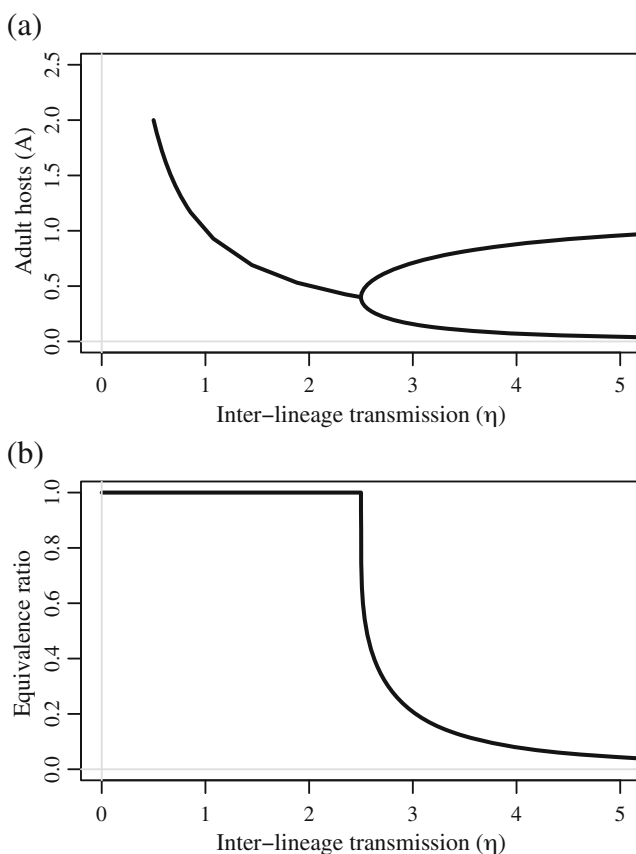 (a)
2.5
2.0
1.5
1.0
0.5
0.0
Adult hosts (A)
0 1 2 3 4 5
Inter−lineage transmission (η)
(b)
1.0
0.8
0.6
0.4
0.2
0.0
Equivalence ratio
0 1 2 3 4 5
Inter−lineage transmission (η)